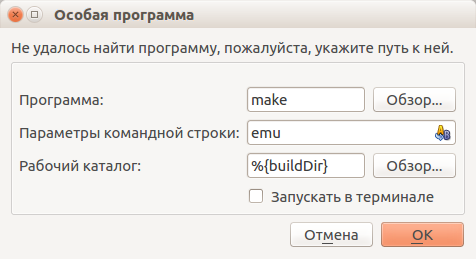 Особая программа
Не удалось найти программу, пожалуйста, укажите путь к ней.
Программа: make Обзор...
Параметры командной строки: emu
Рабочий каталог: %{buildDir} Обзор...
Запускать в терминале
Отмена OK